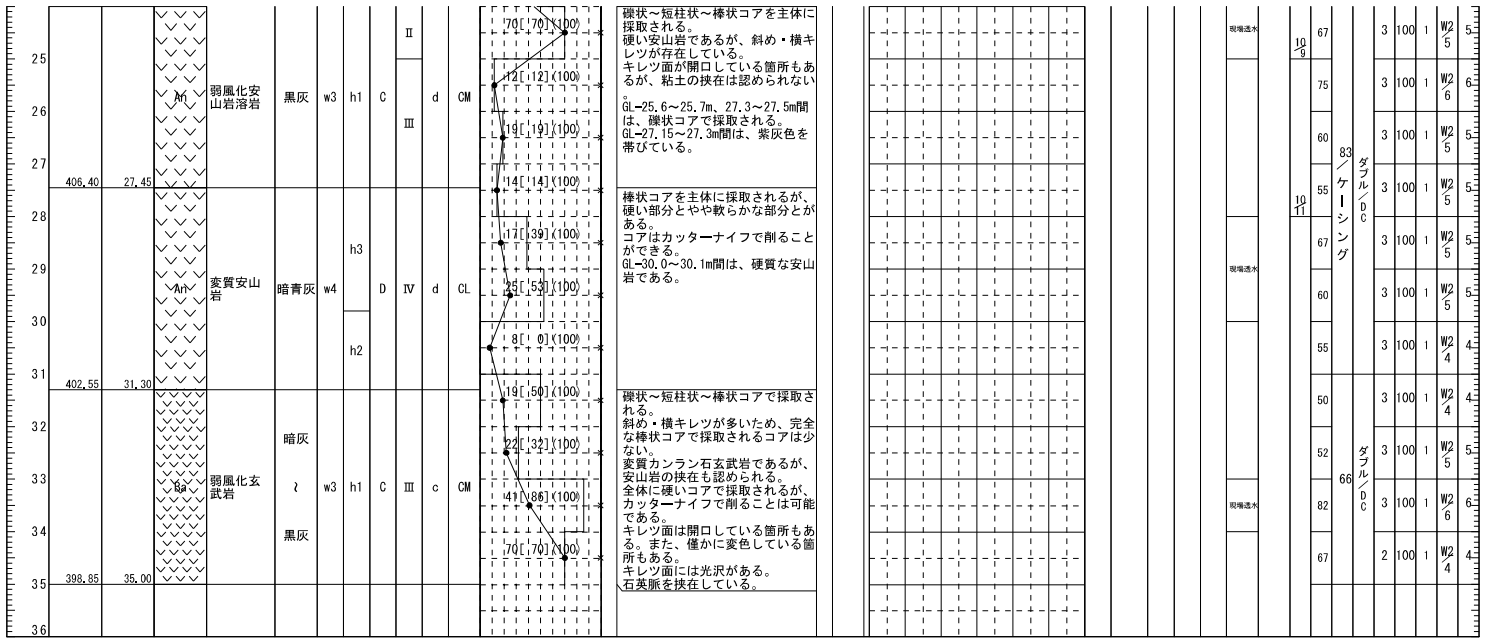 25
26
27
28
29
30
31
32
33
34
35
36
406.40 27.45
402.55 31.30
398.85 35.00
An
弱風化安
山岩溶岩
黒灰 w3 h1 C
II
III
d CM
An
変質安山
岩
暗青灰 w4
h3
h2
D IV d CL
Ba
弱風化玄
武岩
暗灰
~
黒灰
w3 h1 C III c CM
70[ 70](100)
12[ 12](100)
19[ 19](100)
14[ 14](100)
17[ 39](100)
25[ 53](100)
8[ 0](100)
19[ 50](100)
22[ 32](100)
41[ 86](100)
70[ 70](100)
礫状~短柱状~棒状コアを主体に
採取される。
硬い安山岩であるが、斜め・横キ
レツが存在している。
キレツ面が開口している箇所もあ
るが、粘土の挟在は認められない
。
GL-25.6~25.7m、27.3~27.5m間
は、礫状コアで採取される。
GL-27.15~27.3m間は、紫灰色を
帯びている。
棒状コアを主体に採取されるが、
硬い部分とやや軟らかな部分とが
ある。
コアはカッターナイフで削ること
ができる。
GL-30.0~30.1m間は、硬質な安山
岩である。
礫状~短柱状~棒状コアで採取さ
れる。
斜め・横キレツが多いため、完全
な棒状コアで採取されるコアは少
ない。
変質カンラン石玄武岩であるが、
安山岩の挟在も認められる。
全体に硬いコアで採取されるが、
カッターナイフで削ることは可能
である。
キレツ面は開口している箇所もあ
る。また、僅かに変色している箇
所もある。
キレツ面には光沢がある。
石英脈を挟在している。
現場透水
現場透水
現場透水
10/9
10/11
67
75
60
55
67
60
55
50
52
82
67
83/ケーシング
66
ダブル/DC
ダブル/DC
3 100 1 W2/5 5
3 100 1 W2/6 6
3 100 1 W2/5 5
3 100 1 W2/5 5
3 100 1 W2/5 5
3 100 1 W2/5 5
3 100 1 W2/4 4
3 100 1 W2/4 4
3 100 1 W2/5 5
3 100 1 W2/6 6
2 100 1 W2/4 4